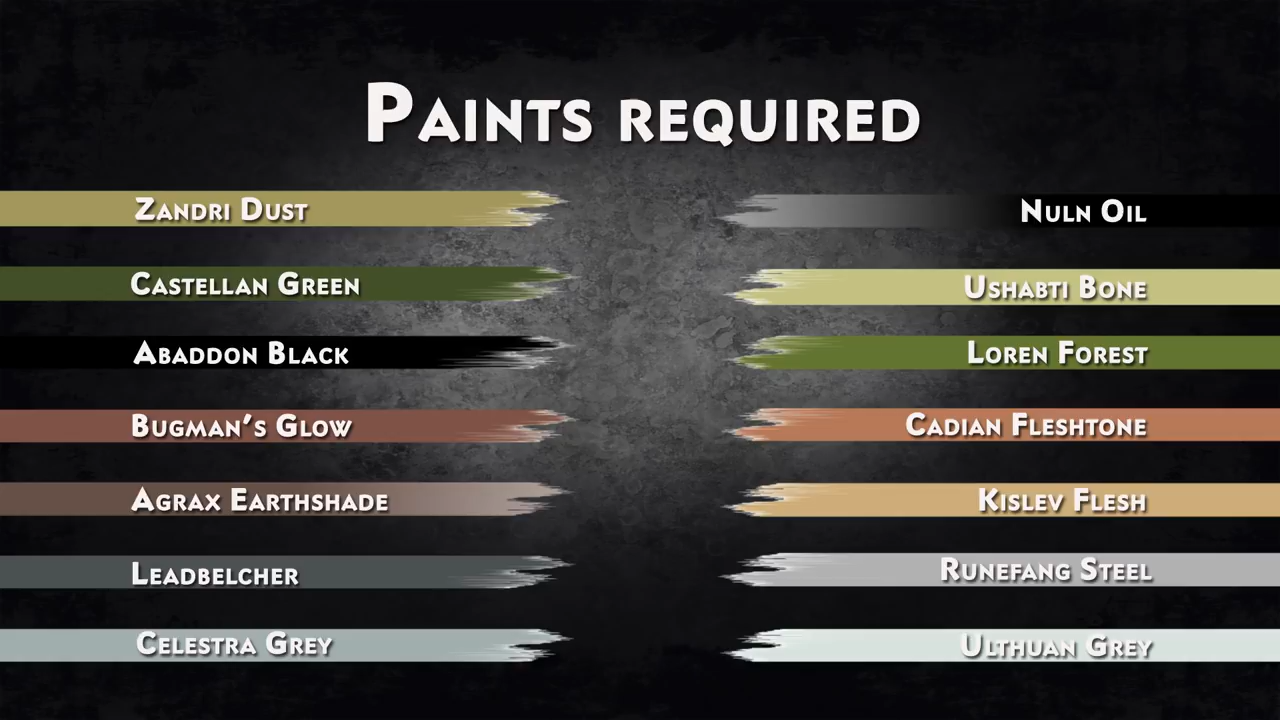 Paints required
Zandri Dust
Nuln Oil
Castellan Green
Ushabti Bone
Abaddon Black
Loren Forest
Bugman's Glow
Cadian Fleshtone
Agrax Earthshade
Kislev Flesh
Leadbelcher
Runefang Steel
Celestra Grey
Ulthuan Grey